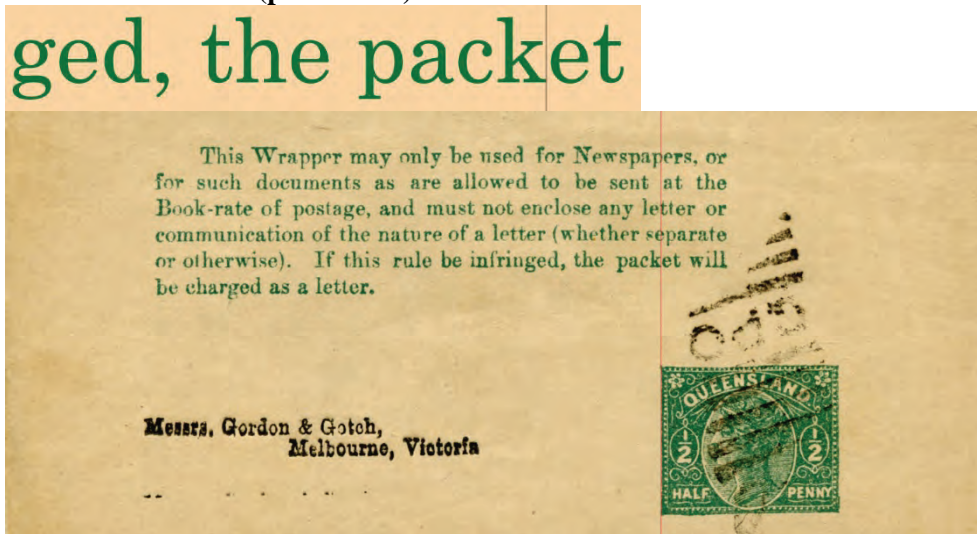 ged, the packet
This Wrapper may only be used for Newspapers, or
for such documents as are allowed to be sent at the
Book-rate of postage, and must not enclose any letter or
communication of the nature of a letter (whether separate
or otherwise). If this rule be infringed, the packet will
be charged as a letter.
Messrs. Gordon & Gotch,
Melbourne, Victoria
QUEENSLAND
1/2 1/2
HALF PENNY